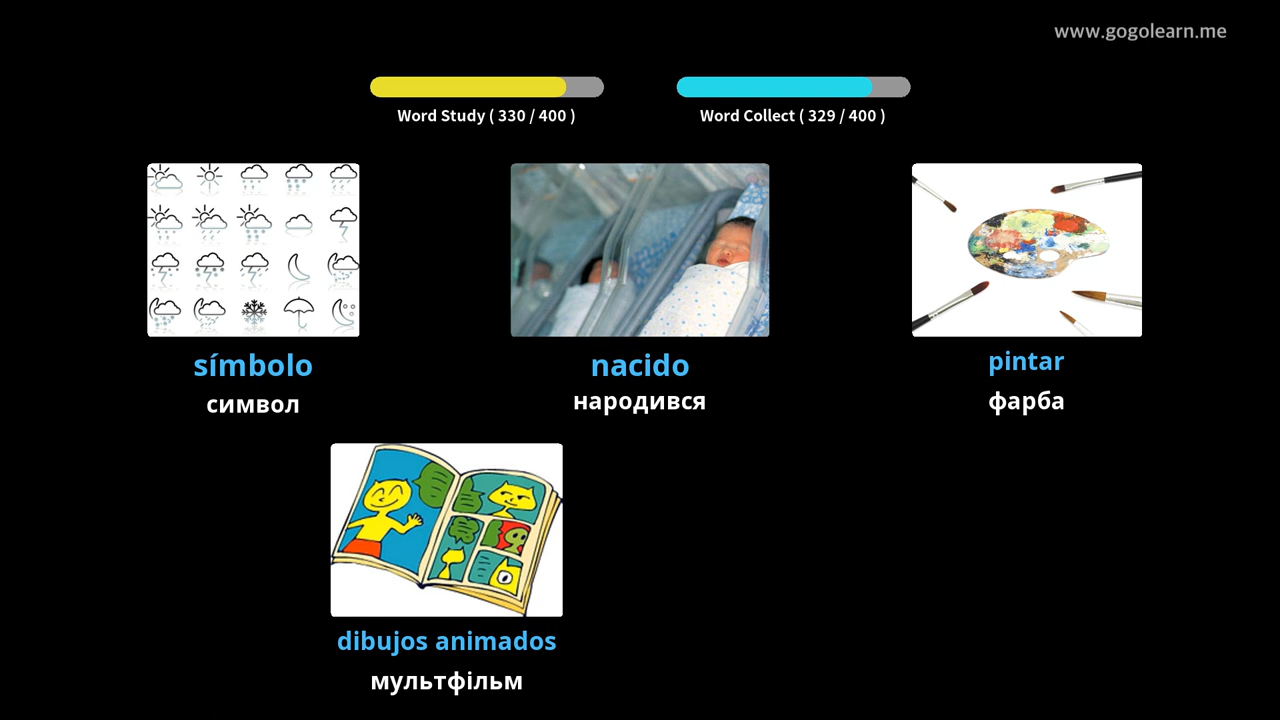 www.gogolearn.me
Word Study ( 330 / 400 )
Word Collect ( 329 / 400 )
símbolo
символ
nacido
народився
pintar
фарба
dibujos animados
мультфільм